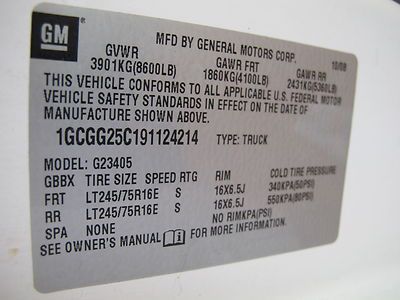 GM
MFD BY GENERAL MOTORS CORP. 10/08
GVWR GAWR FRT GAWR RR
3901KG(8600LB) 1860KG(4100LB) 2431KG(5360LB)
THIS VEHICLE CONFORMS TO ALL APPLICABLE U.S. FEDERAL MOTOR
VEHICLE SAFETY STANDARDS IN EFFECT ON THE DATE OF
MANUFACTURE SHOWN ABOVE.
1GCGG25C191124214 TYPE: TRUCK
MODEL: G23405
GBBX TIRE SIZE SPEED RTG RIM COLD TIRE PRESSURE
FRT LT245/75R16E S 16X6.5J 340KPA(50PSI)
RR LT245/75R16E S 16X6.5J 550KPA(80PSI)
SPA NONE NO RIMKPA(PSI)
SEE OWNER'S MANUAL FOR MORE INFORMATION.